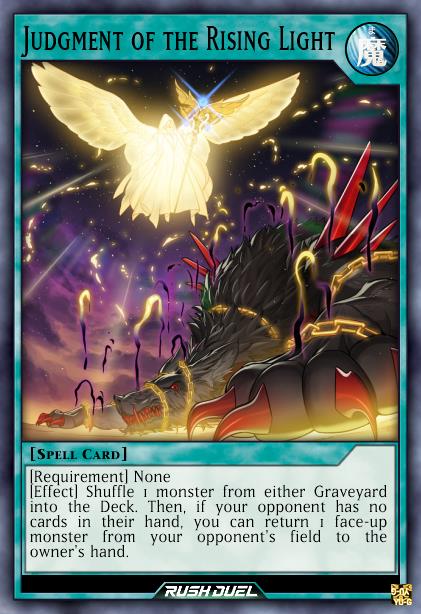 JUDGMENT OF THE RISING LIGHT
ま
魔
[SPELL CARD]
[Requirement] None
[Effect] Shuffle 1 monster from either Graveyard
into the Deck. Then, if your opponent has no
cards in their hand, you can return 1 face-up
monster from your opponent's field to the
owner's hand.
RUSH DUEL